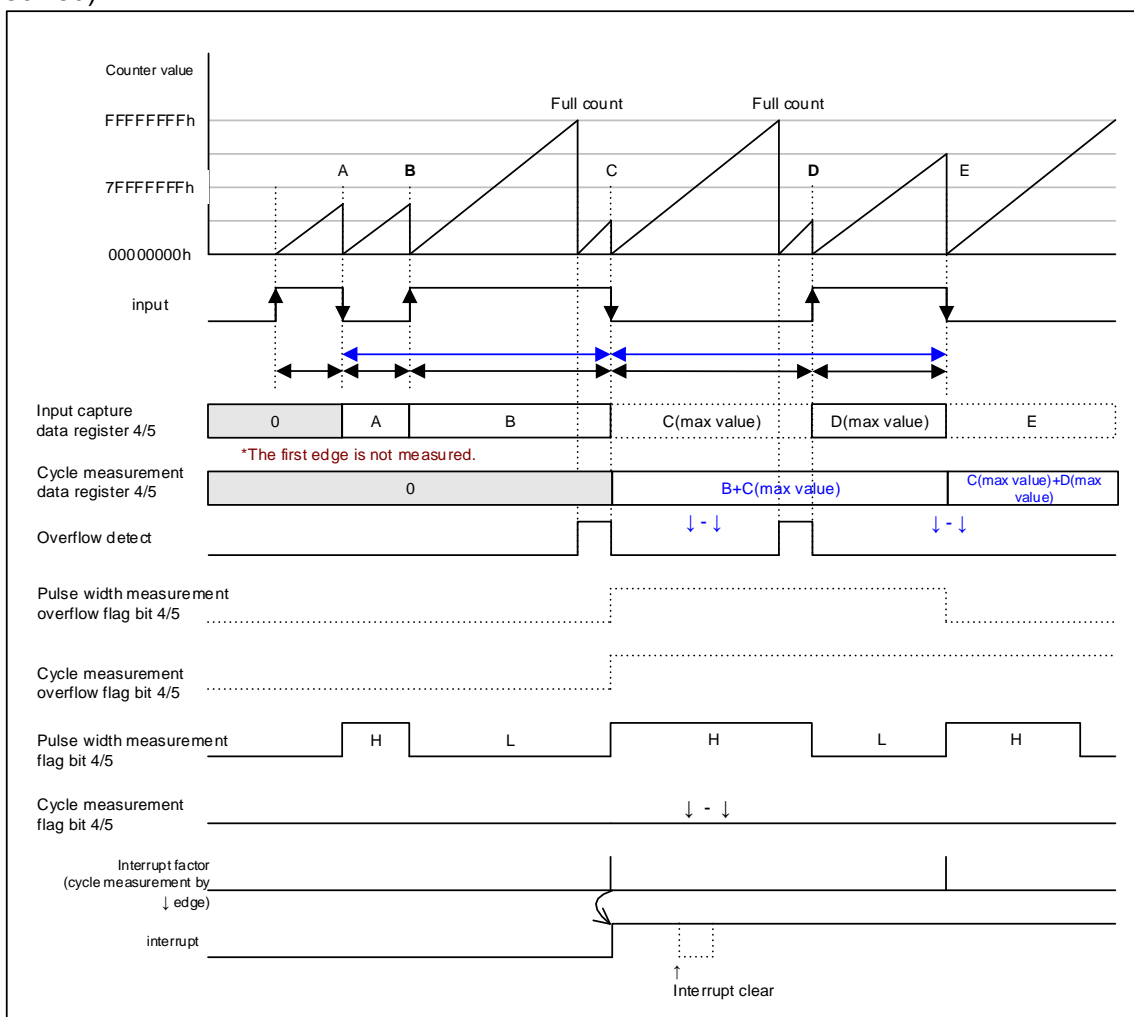 Counter value
Full count
Full count
FFFFFFFFh
A
B
C
D
E
7FFFFFFFh
00000000h
input
Input capture
data register 4/5
0
A
B
C(max value)
D(max value)
E
*The first edge is not measured.
Cycle measurement
data register 4/5
0
B+C(max value)
C(max value)+D(max
value)
↓ - ↓
↓ - ↓
Overflow detect
Pulse width measurement
overflow flag bit 4/5
Cycle measurement
overflow flag bit 4/5
Pulse width measurement
flag bit 4/5
H
L
H
L
H
Cycle measurement
flag bit 4/5
↓ - ↓
Interrupt factor
(cycle measurement by
↓ edge)
interrupt
↑
Interrupt clear